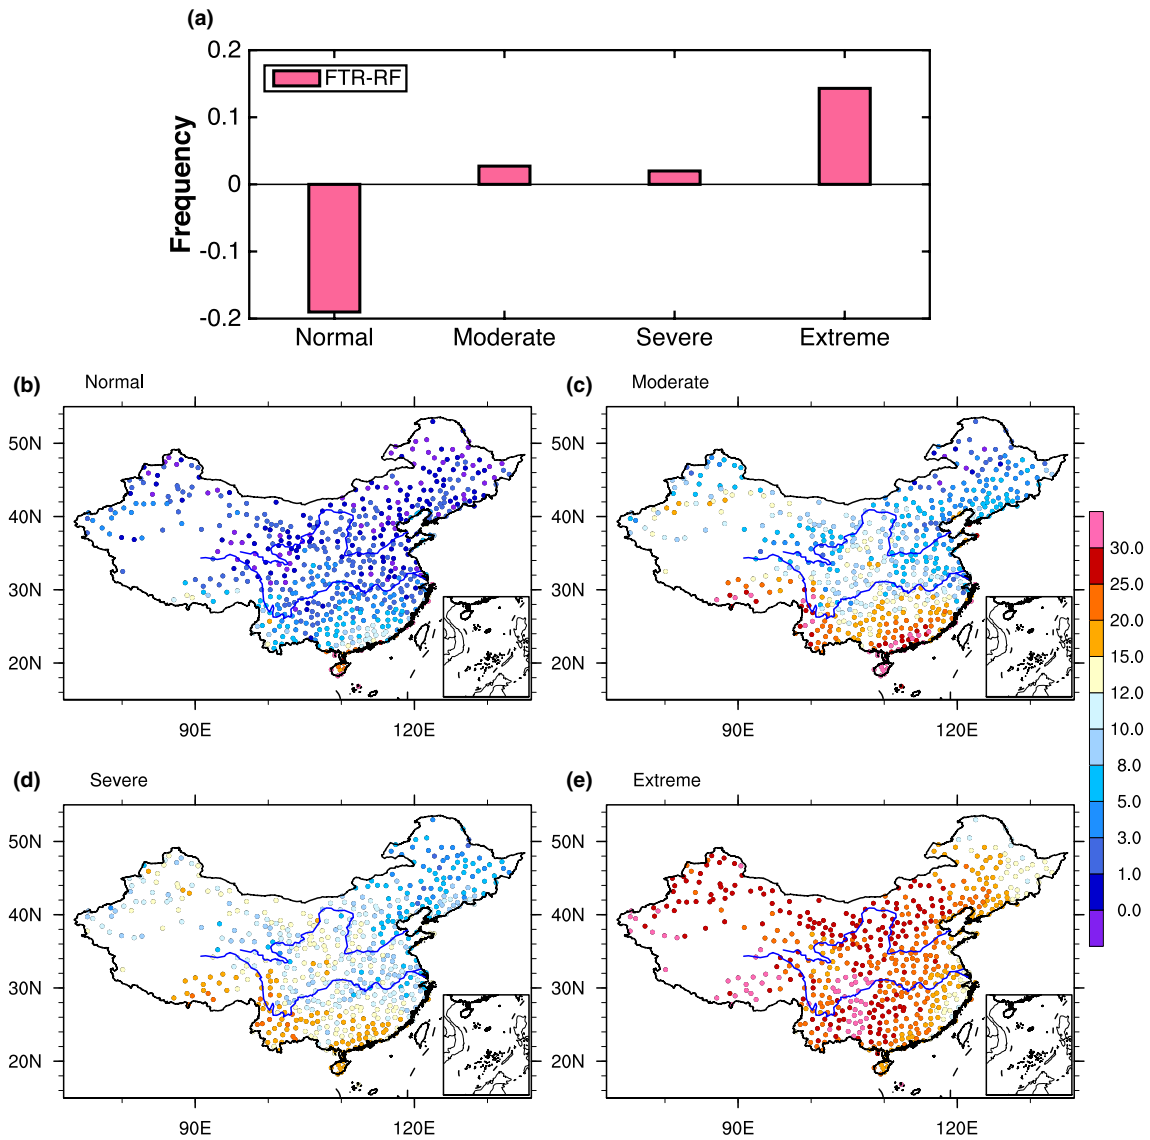 (a)
0.2
FTR-RF
0.1
Frequency
0
-0.1
-0.2
Normal Moderate Severe Extreme
(b) Normal
50N
40N
30N
20N
90E 120E
(c) Moderate
50N
40N
30N
20N
90E 120E
30.0
25.0
20.0
15.0
12.0
10.0
8.0
5.0
3.0
1.0
0.0
(d) Severe
50N
40N
30N
20N
90E 120E
(e) Extreme
50N
40N
30N
20N
90E 120E